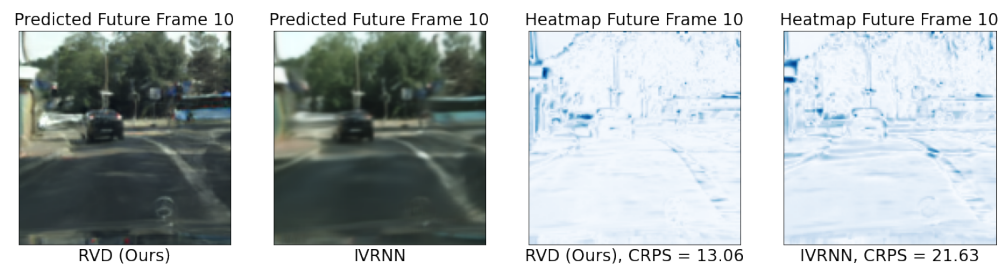 Predicted Future Frame 10
Predicted Future Frame 10
Heatmap Future Frame 10
Heatmap Future Frame 10
RVD (Ours)
IVRNN
RVD (Ours), CRPS = 13.06
IVRNN, CRPS = 21.63